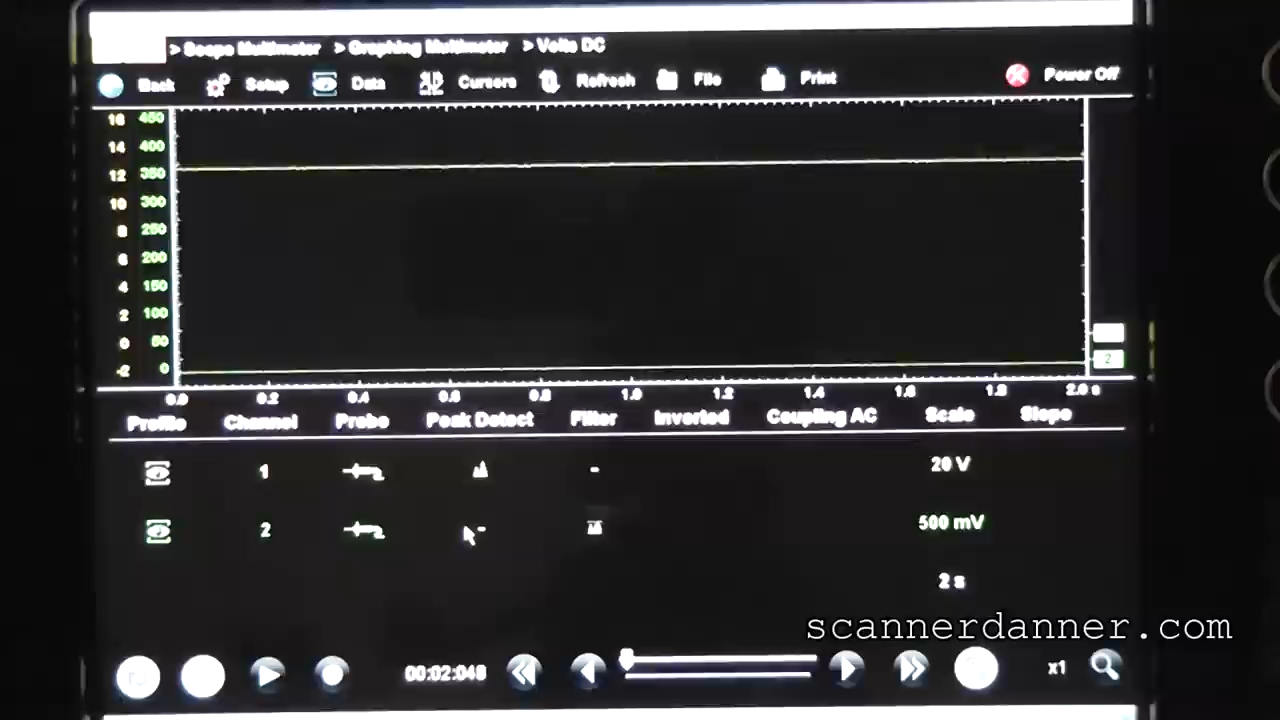 > Scope Multimeter > Graphing Multimeter > Volts DC
Back Setup Data Cursors Refresh File Print Power Off
16 450
14 400
12 350
10 300
8 250
6 200
4 150
2 100
0 50
-2 0
2
0.0 0.2 0.4 0.6 0.8 1.0 1.2 1.4 1.6 1.8 2.0 s
Profile Channel Probe Peak Detect Filter Inverted Coupling AC Scale Slope
1 - 20 V
2 - 500 mV
2 s
scannerdanner.com
00:02:048 x1